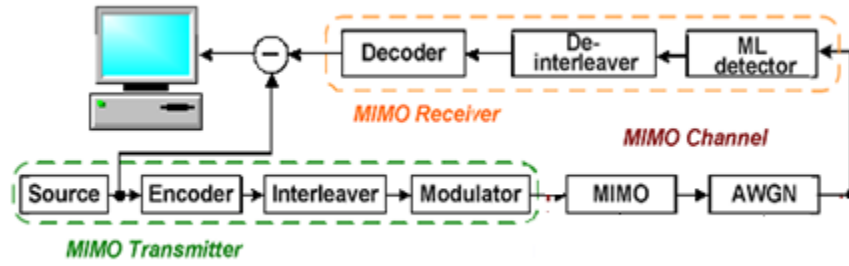 Decoder
De-
interleaver
ML
detector
MIMO Receiver
MIMO Channel
Source
Encoder
Interleaver
Modulator
MIMO
AWGN
MIMO Transmitter